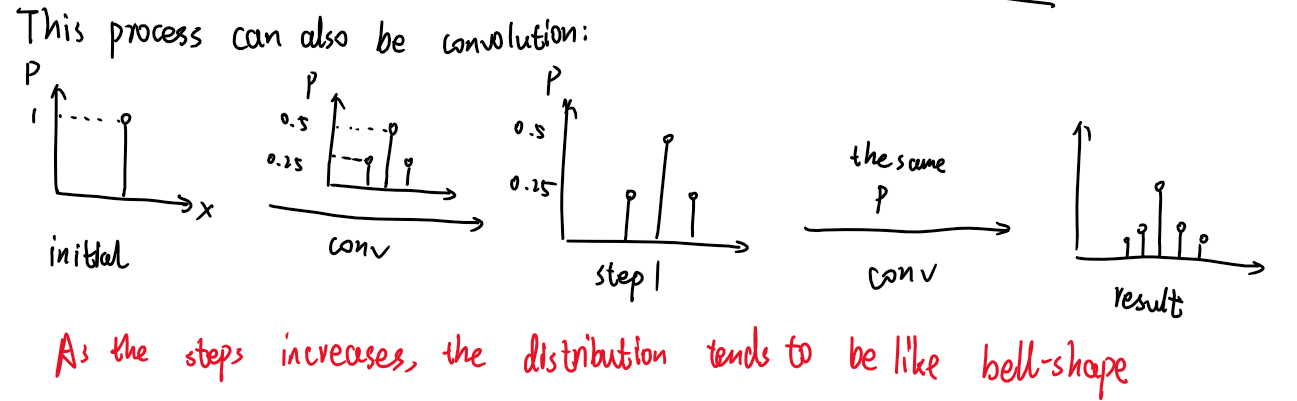 This process can also be convolution:
P
1
x
initial
P
0.5
0.25
conv
P
0.5
0.25
step 1
the same
P
conv
result
As the steps increases, the distribution tends to be like bell-shape